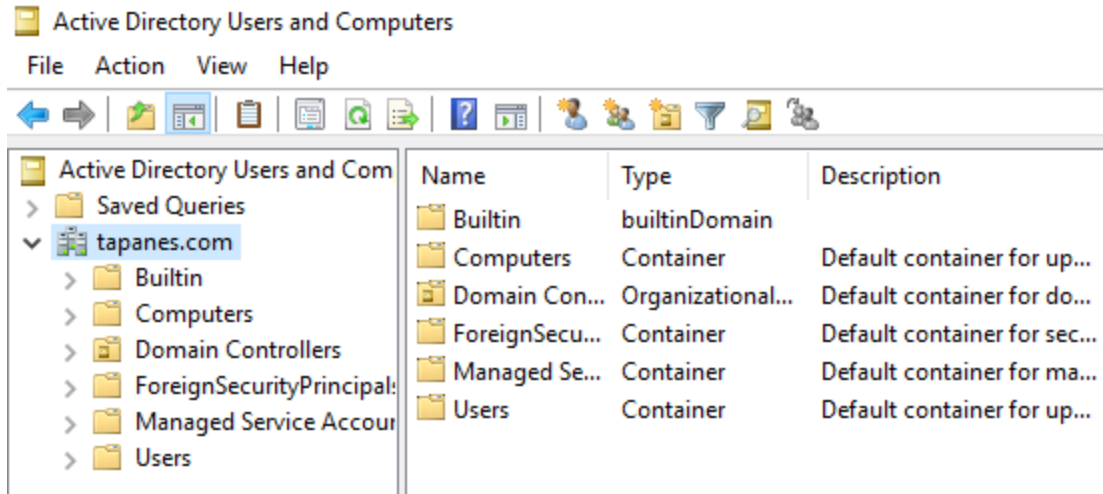 Active Directory Users and Computers
File Action View Help
Active Directory Users and Com
Saved Queries
tapanes.com
Builtin
Computers
Domain Controllers
ForeignSecurityPrincipals
Managed Service Accour
Users
Name Type Description
Builtin builtinDomain
Computers Container Default container for up...
Domain Con... Organizational... Default container for do...
ForeignSecu... Container Default container for sec...
Managed Se... Container Default container for ma...
Users Container Default container for up...